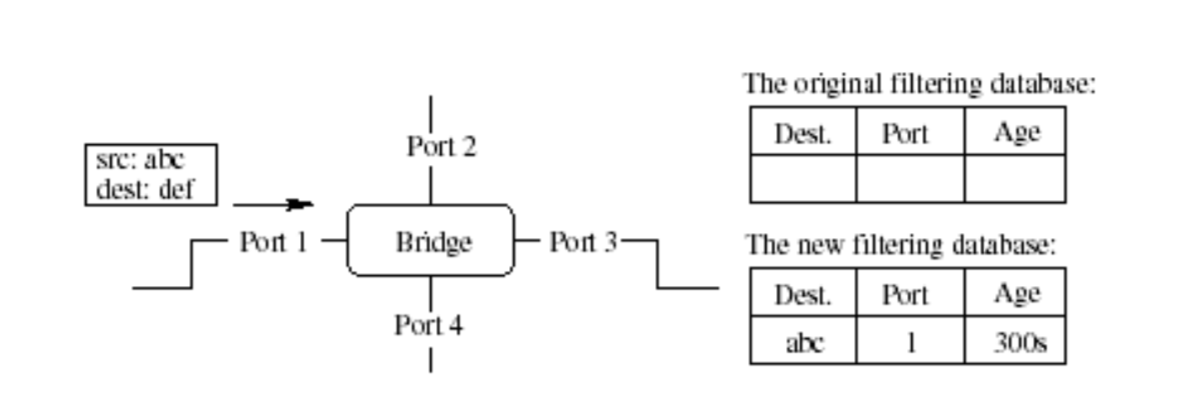 The original filtering database:
Dest. Port Age
Port 2
src: abc
dest: def
Port 1 Bridge Port 3
The new filtering database:
Dest. Port Age
Port 4
abc 1 300s